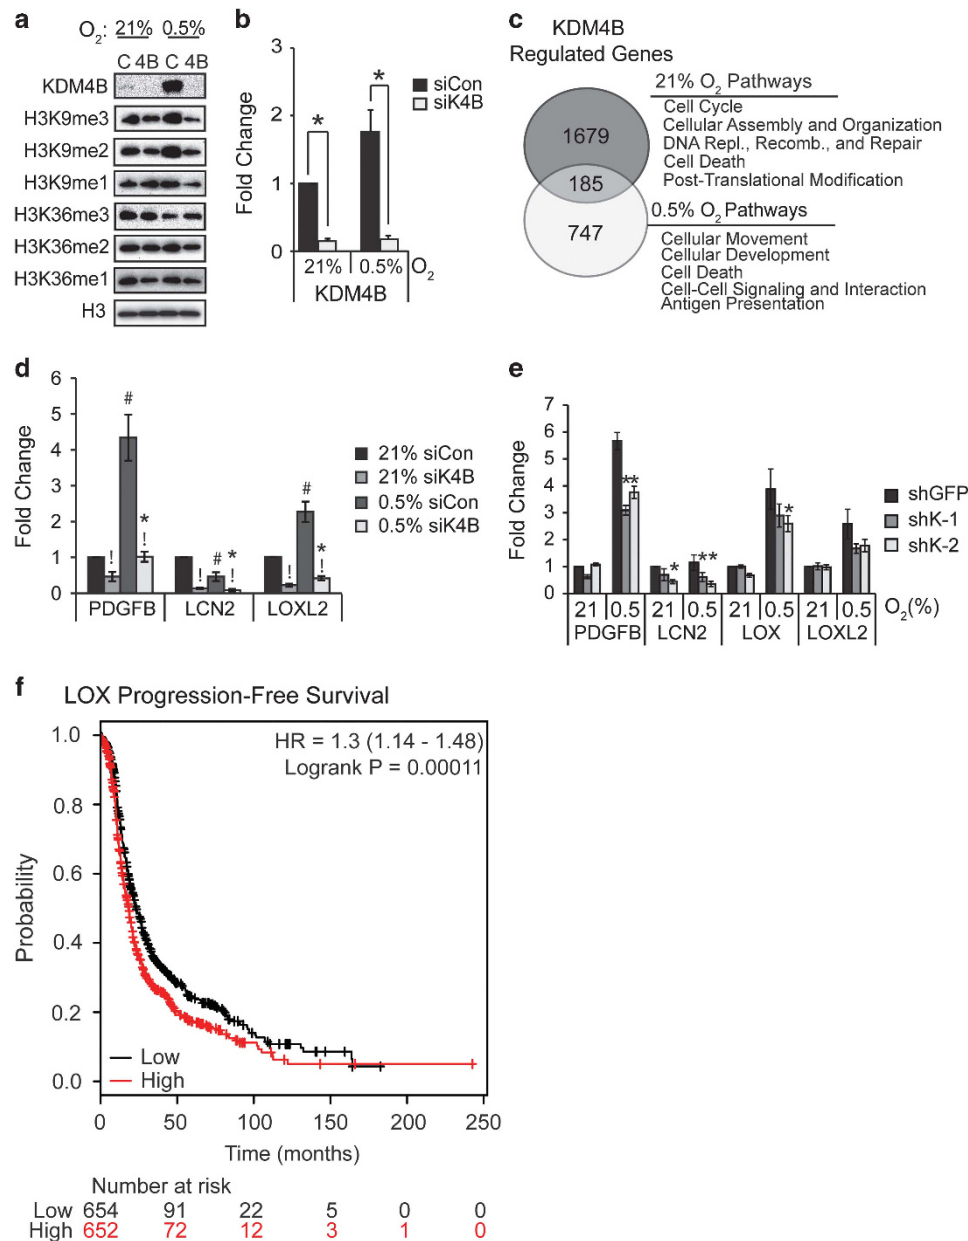 a
O2: 21% 0.5%
C 4B C 4B
KDM4B
H3K9me3
H3K9me2
H3K9me1
H3K36me3
H3K36me2
H3K36me1
H3
b
Fold Change
3
2
1
0
* *
siCon
siK4B
21% 0.5% O2
KDM4B
c
KDM4B
Regulated Genes
1679
185
747
21% O2 Pathways
Cell Cycle
Cellular Assembly and Organization
DNA Repl., Recomb., and Repair
Cell Death
Post-Translational Modification
0.5% O2 Pathways
Cellular Movement
Cellular Development
Cell Death
Cell-Cell Signaling and Interaction
Antigen Presentation
d
Fold Change
6
5
4
3
2
1
0
! # * ! ! # * ! ! # * !
21% siCon
21% siK4B
0.5% siCon
0.5% siK4B
PDGFB LCN2 LOXL2
e
Fold Change
7
6
5
4
3
2
1
0
** * ** *
shGFP
shK-1
shK-2
21 0.5 21 0.5 21 0.5 21 0.5 O2(%)
PDGFB LCN2 LOX LOXL2
f
LOX Progression-Free Survival
HR = 1.3 (1.14 - 1.48)
Logrank P = 0.00011
Probability
1.0
0.8
0.6
0.4
0.2
0.0
Low
High
0 50 100 150 200 250
Time (months)
Number at risk
Low 654 91 22 5 0 0
High 652 72 12 3 1 0